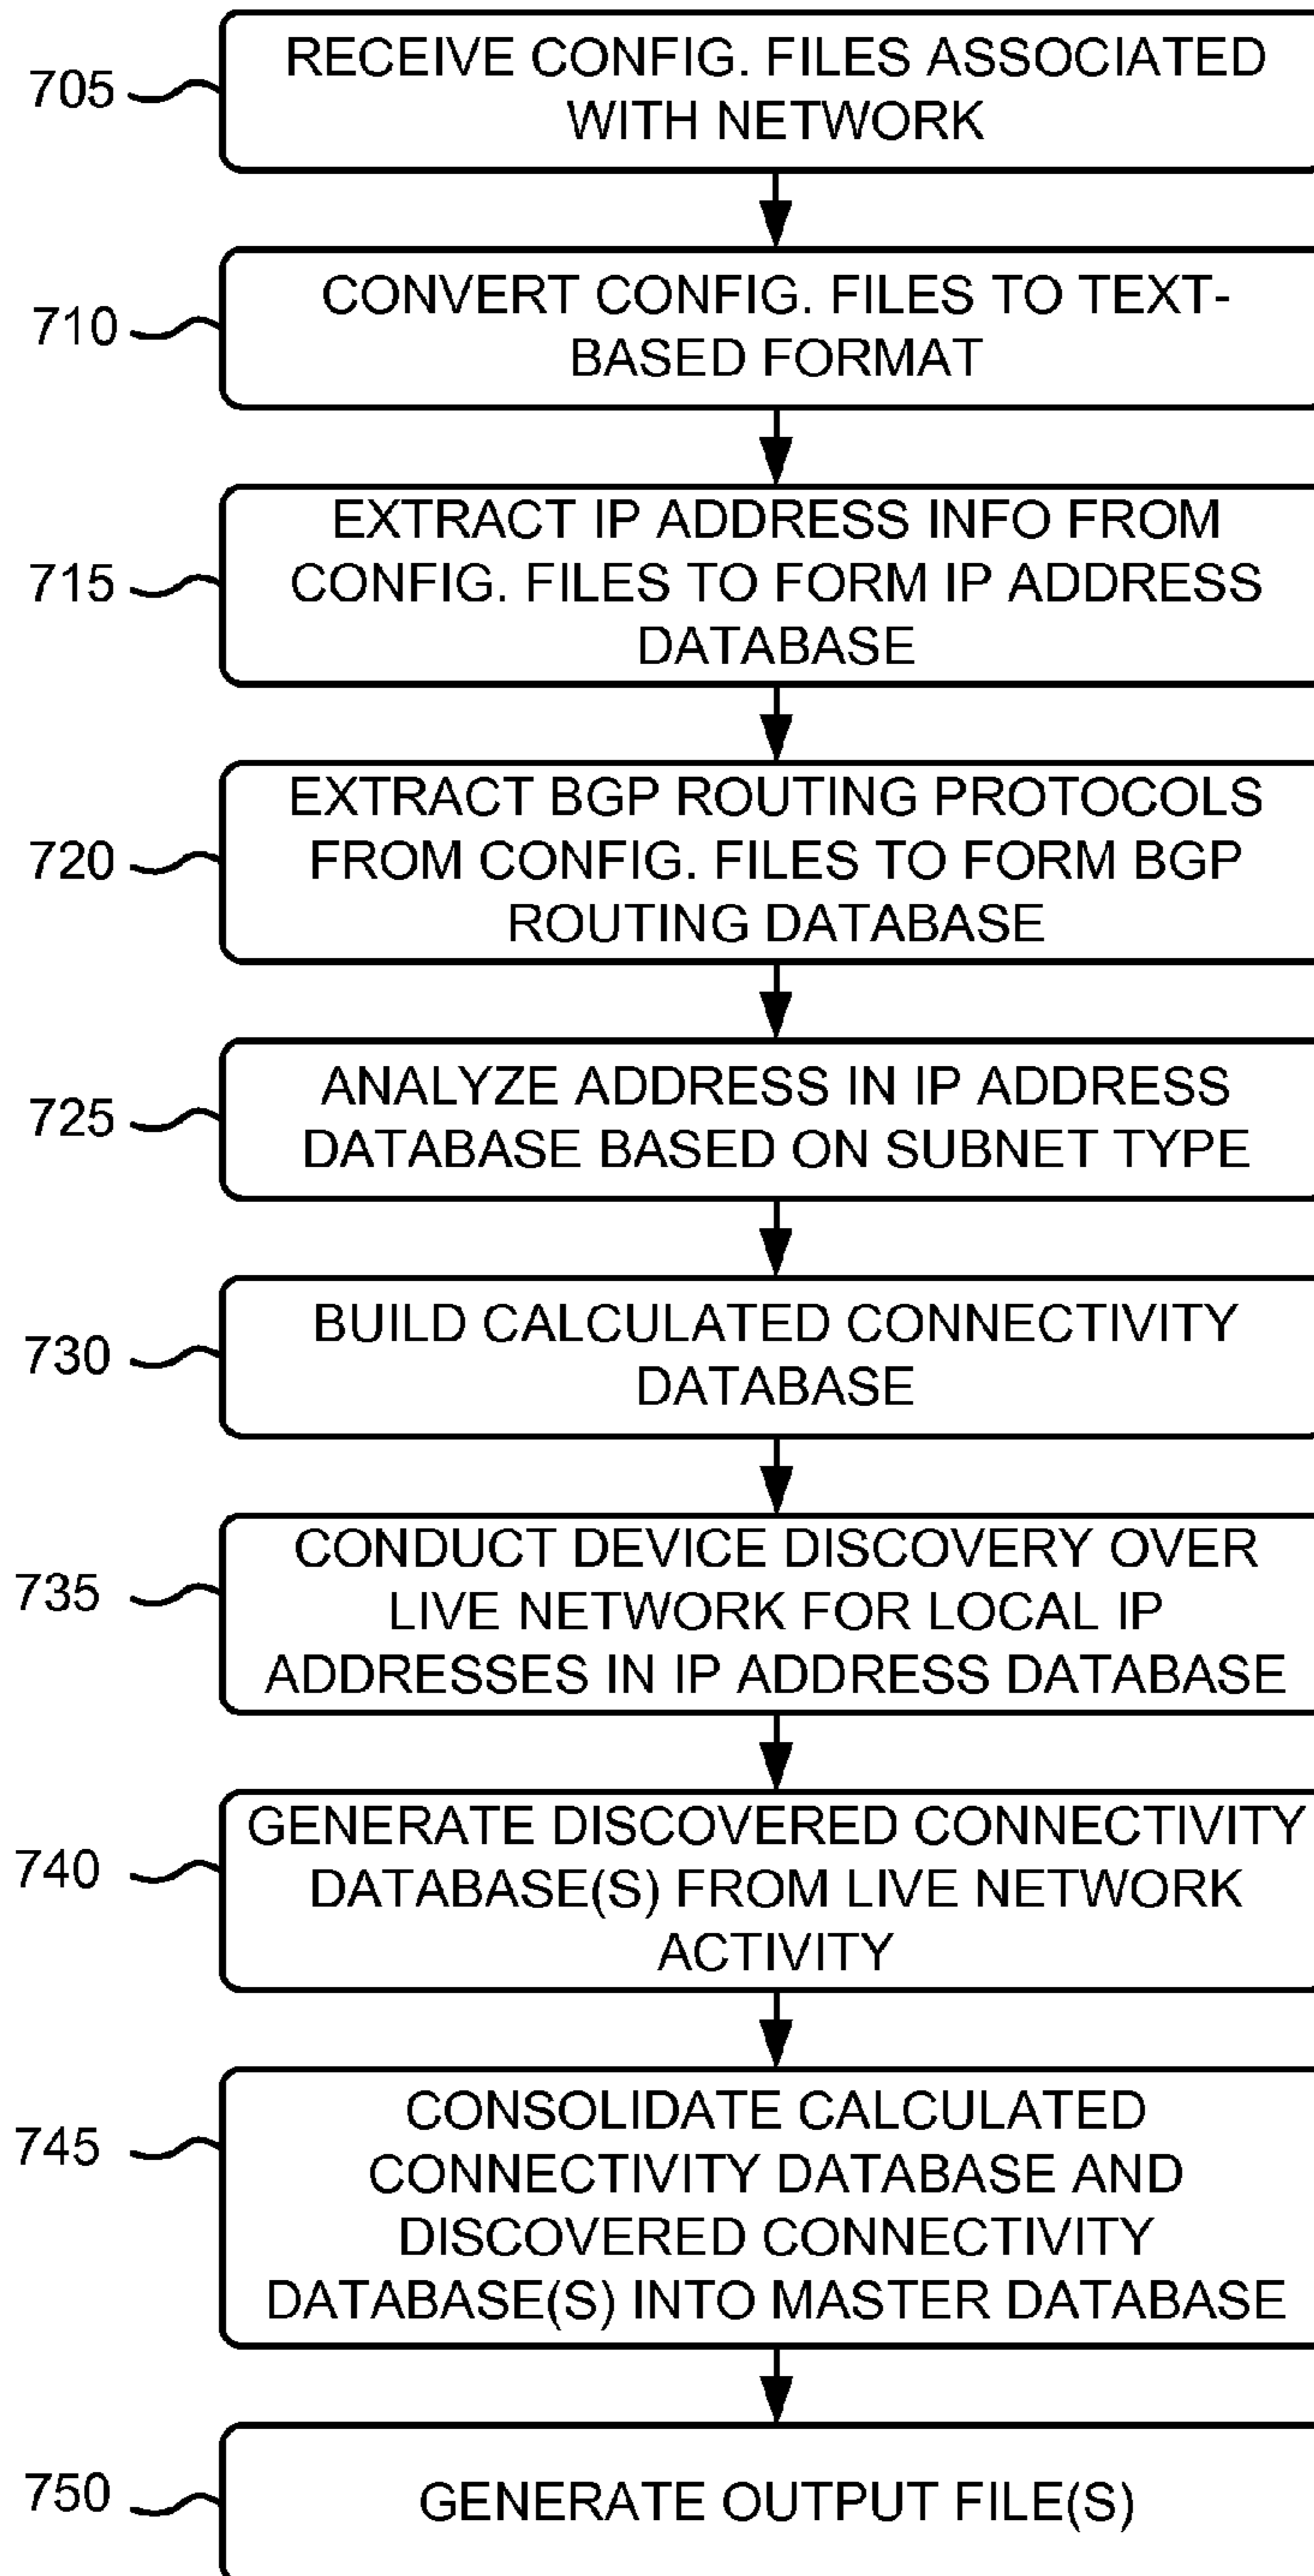 705
RECEIVE CONFIG. FILES ASSOCIATED
WITH NETWORK
710
CONVERT CONFIG. FILES TO TEXT-
BASED FORMAT
715
EXTRACT IP ADDRESS INFO FROM
CONFIG. FILES TO FORM IP ADDRESS
DATABASE
720
EXTRACT BGP ROUTING PROTOCOLS
FROM CONFIG. FILES TO FORM BGP
ROUTING DATABASE
725
ANALYZE ADDRESS IN IP ADDRESS
DATABASE BASED ON SUBNET TYPE
730
BUILD CALCULATED CONNECTIVITY
DATABASE
735
CONDUCT DEVICE DISCOVERY OVER
LIVE NETWORK FOR LOCAL IP
ADDRESSES IN IP ADDRESS DATABASE
740
GENERATE DISCOVERED CONNECTIVITY
DATABASE(S) FROM LIVE NETWORK
ACTIVITY
745
CONSOLIDATE CALCULATED
CONNECTIVITY DATABASE AND
DISCOVERED CONNECTIVITY
DATABASE(S) INTO MASTER DATABASE
750
GENERATE OUTPUT FILE(S)